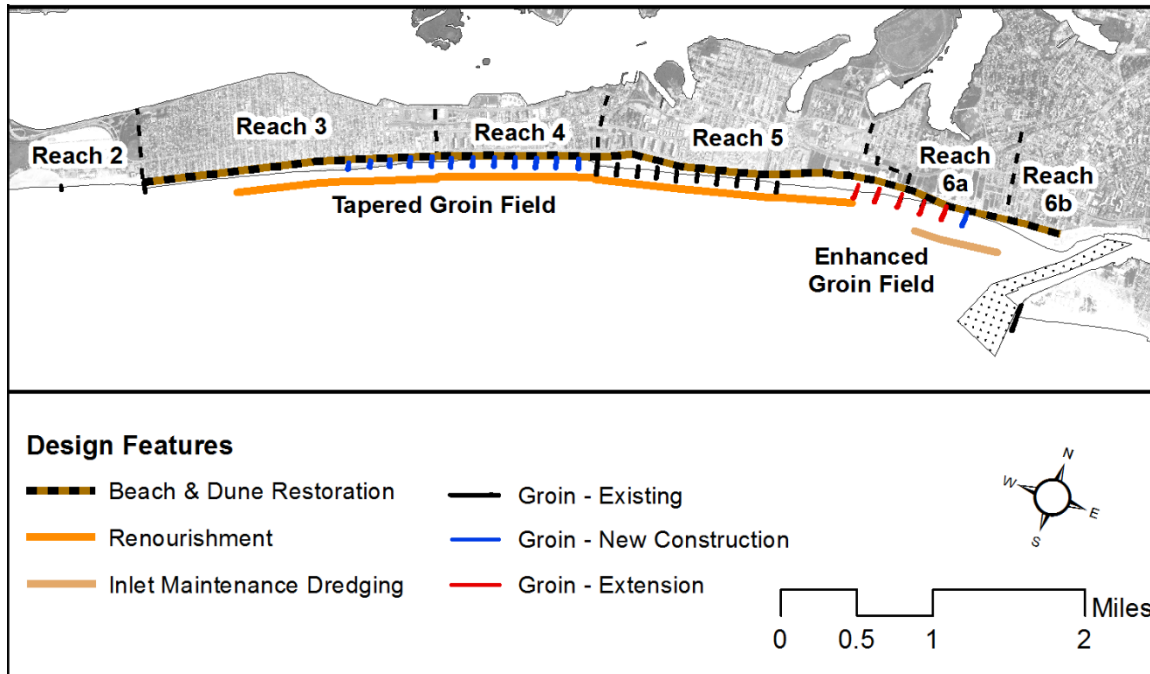 Reach 2
Reach 3
Reach 4
Reach 5
Reach
6a
Reach
6b
Tapered Groin Field
Enhanced
Groin Field
Design Features
Beach & Dune Restoration
Renourishment
Inlet Maintenance Dredging
Groin - Existing
Groin - New Construction
Groin - Extension
N
W
E
S
Miles
0 0.5 1 2